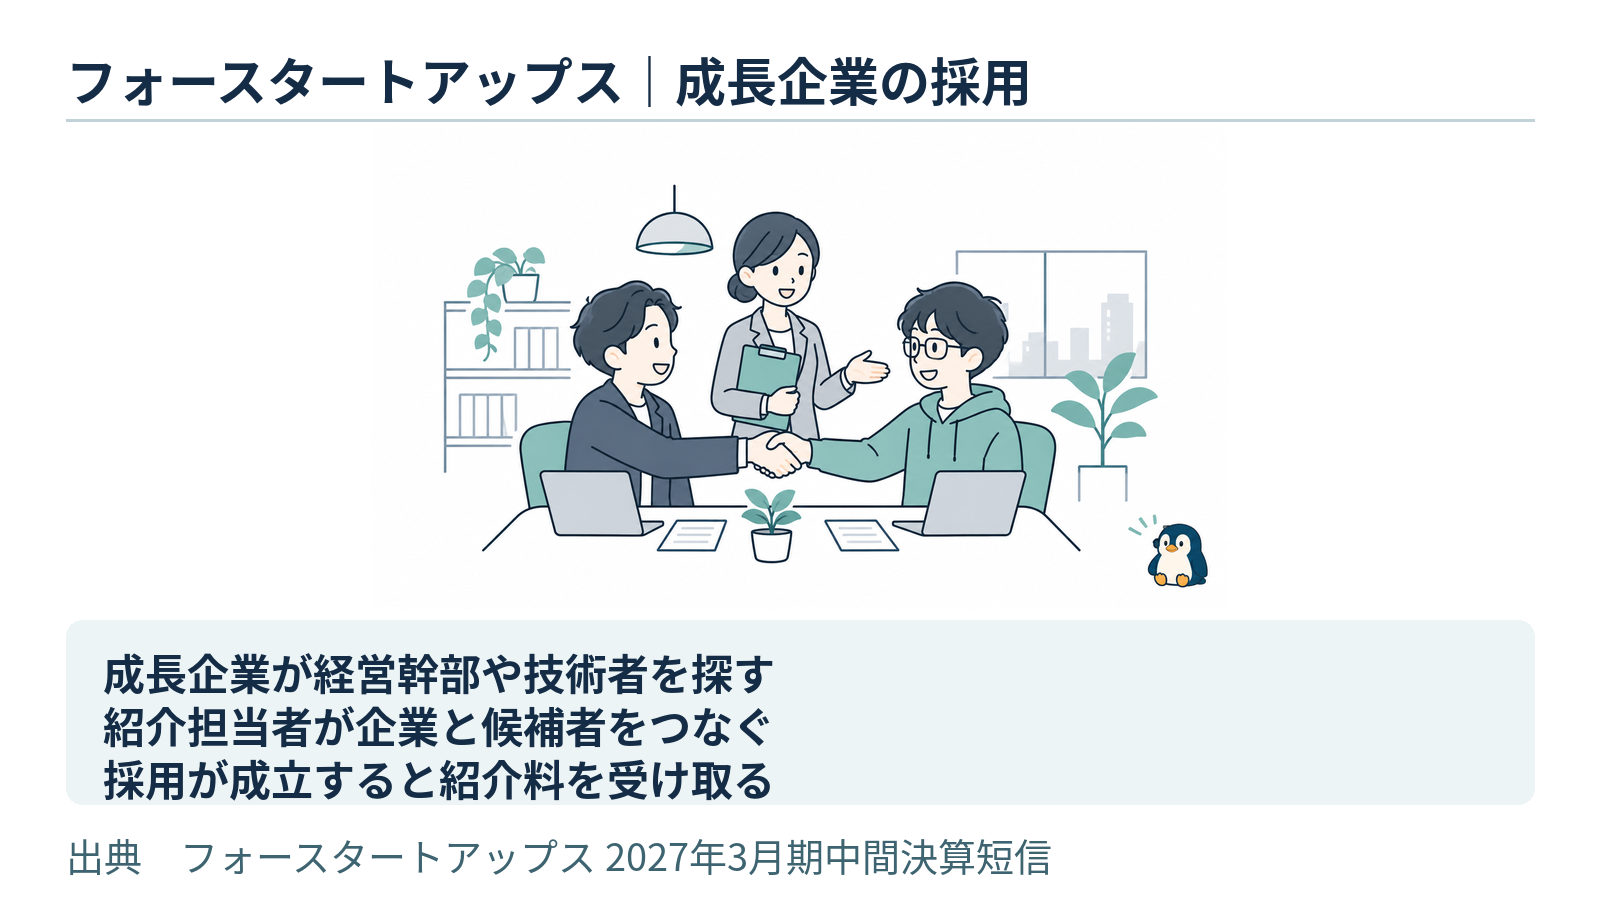 フォースタートアップス｜成長企業の採用
成長企業が経営幹部や技術者を探す
紹介担当者が企業と候補者をつなぐ
採用が成立すると紹介料を受け取る
出典　フォースタートアップス 2027年3月期中間決算短信